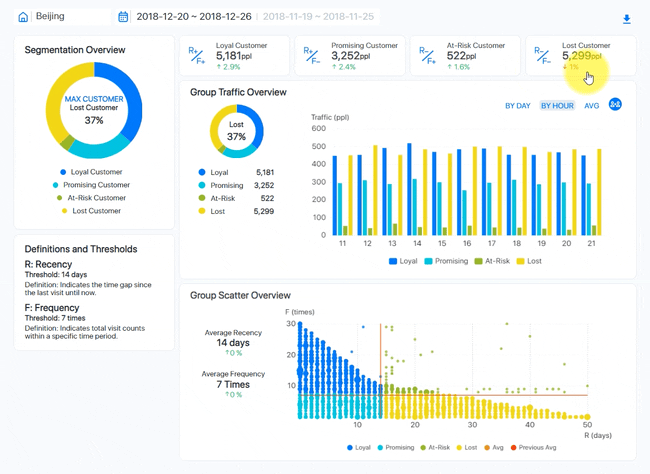 Beijing
2018-12-20 ~ 2018-12-26
2018-11-19 ~ 2018-11-25
Segmentation Overview
MAX CUSTOMER
Lost Customer
37%
Loyal Customer
Promising Customer
At-Risk Customer
Lost Customer
Definitions and Thresholds
R: Recency
Threshold: 14 days
Definition: Indicates the time gap since
the last visit until now.
F: Frequency
Threshold: 7 times
Definition: Indicates total visit counts
within a specific time period.
R+
F+
Loyal Customer
5,181ppl
↑ 2.9%
R+
F−
Promising Customer
3,252ppl
↑ 2.4%
R−
F+
At-Risk Customer
522ppl
↑ 1.6%
R−
F−
Lost Customer
5,299ppl
↓ 1%
Group Traffic Overview
BY DAY
BY HOUR
AVG
Lost
37%
Loyal 5,181
Promising 3,252
At-Risk 522
Lost 5,299
Traffic (ppl)
600
500
400
300
200
100
0
11 12 13 14 15 16 17 18 19 20 21
Loyal Promising At-Risk Lost
Group Scatter Overview
Average Recency
14 days
↑0 %
Average Frequency
7 Times
↑0 %
F (times)
30
20
10
10 20 30 40 50
R (days)
Loyal Promising At-Risk Lost Avg Previous Avg